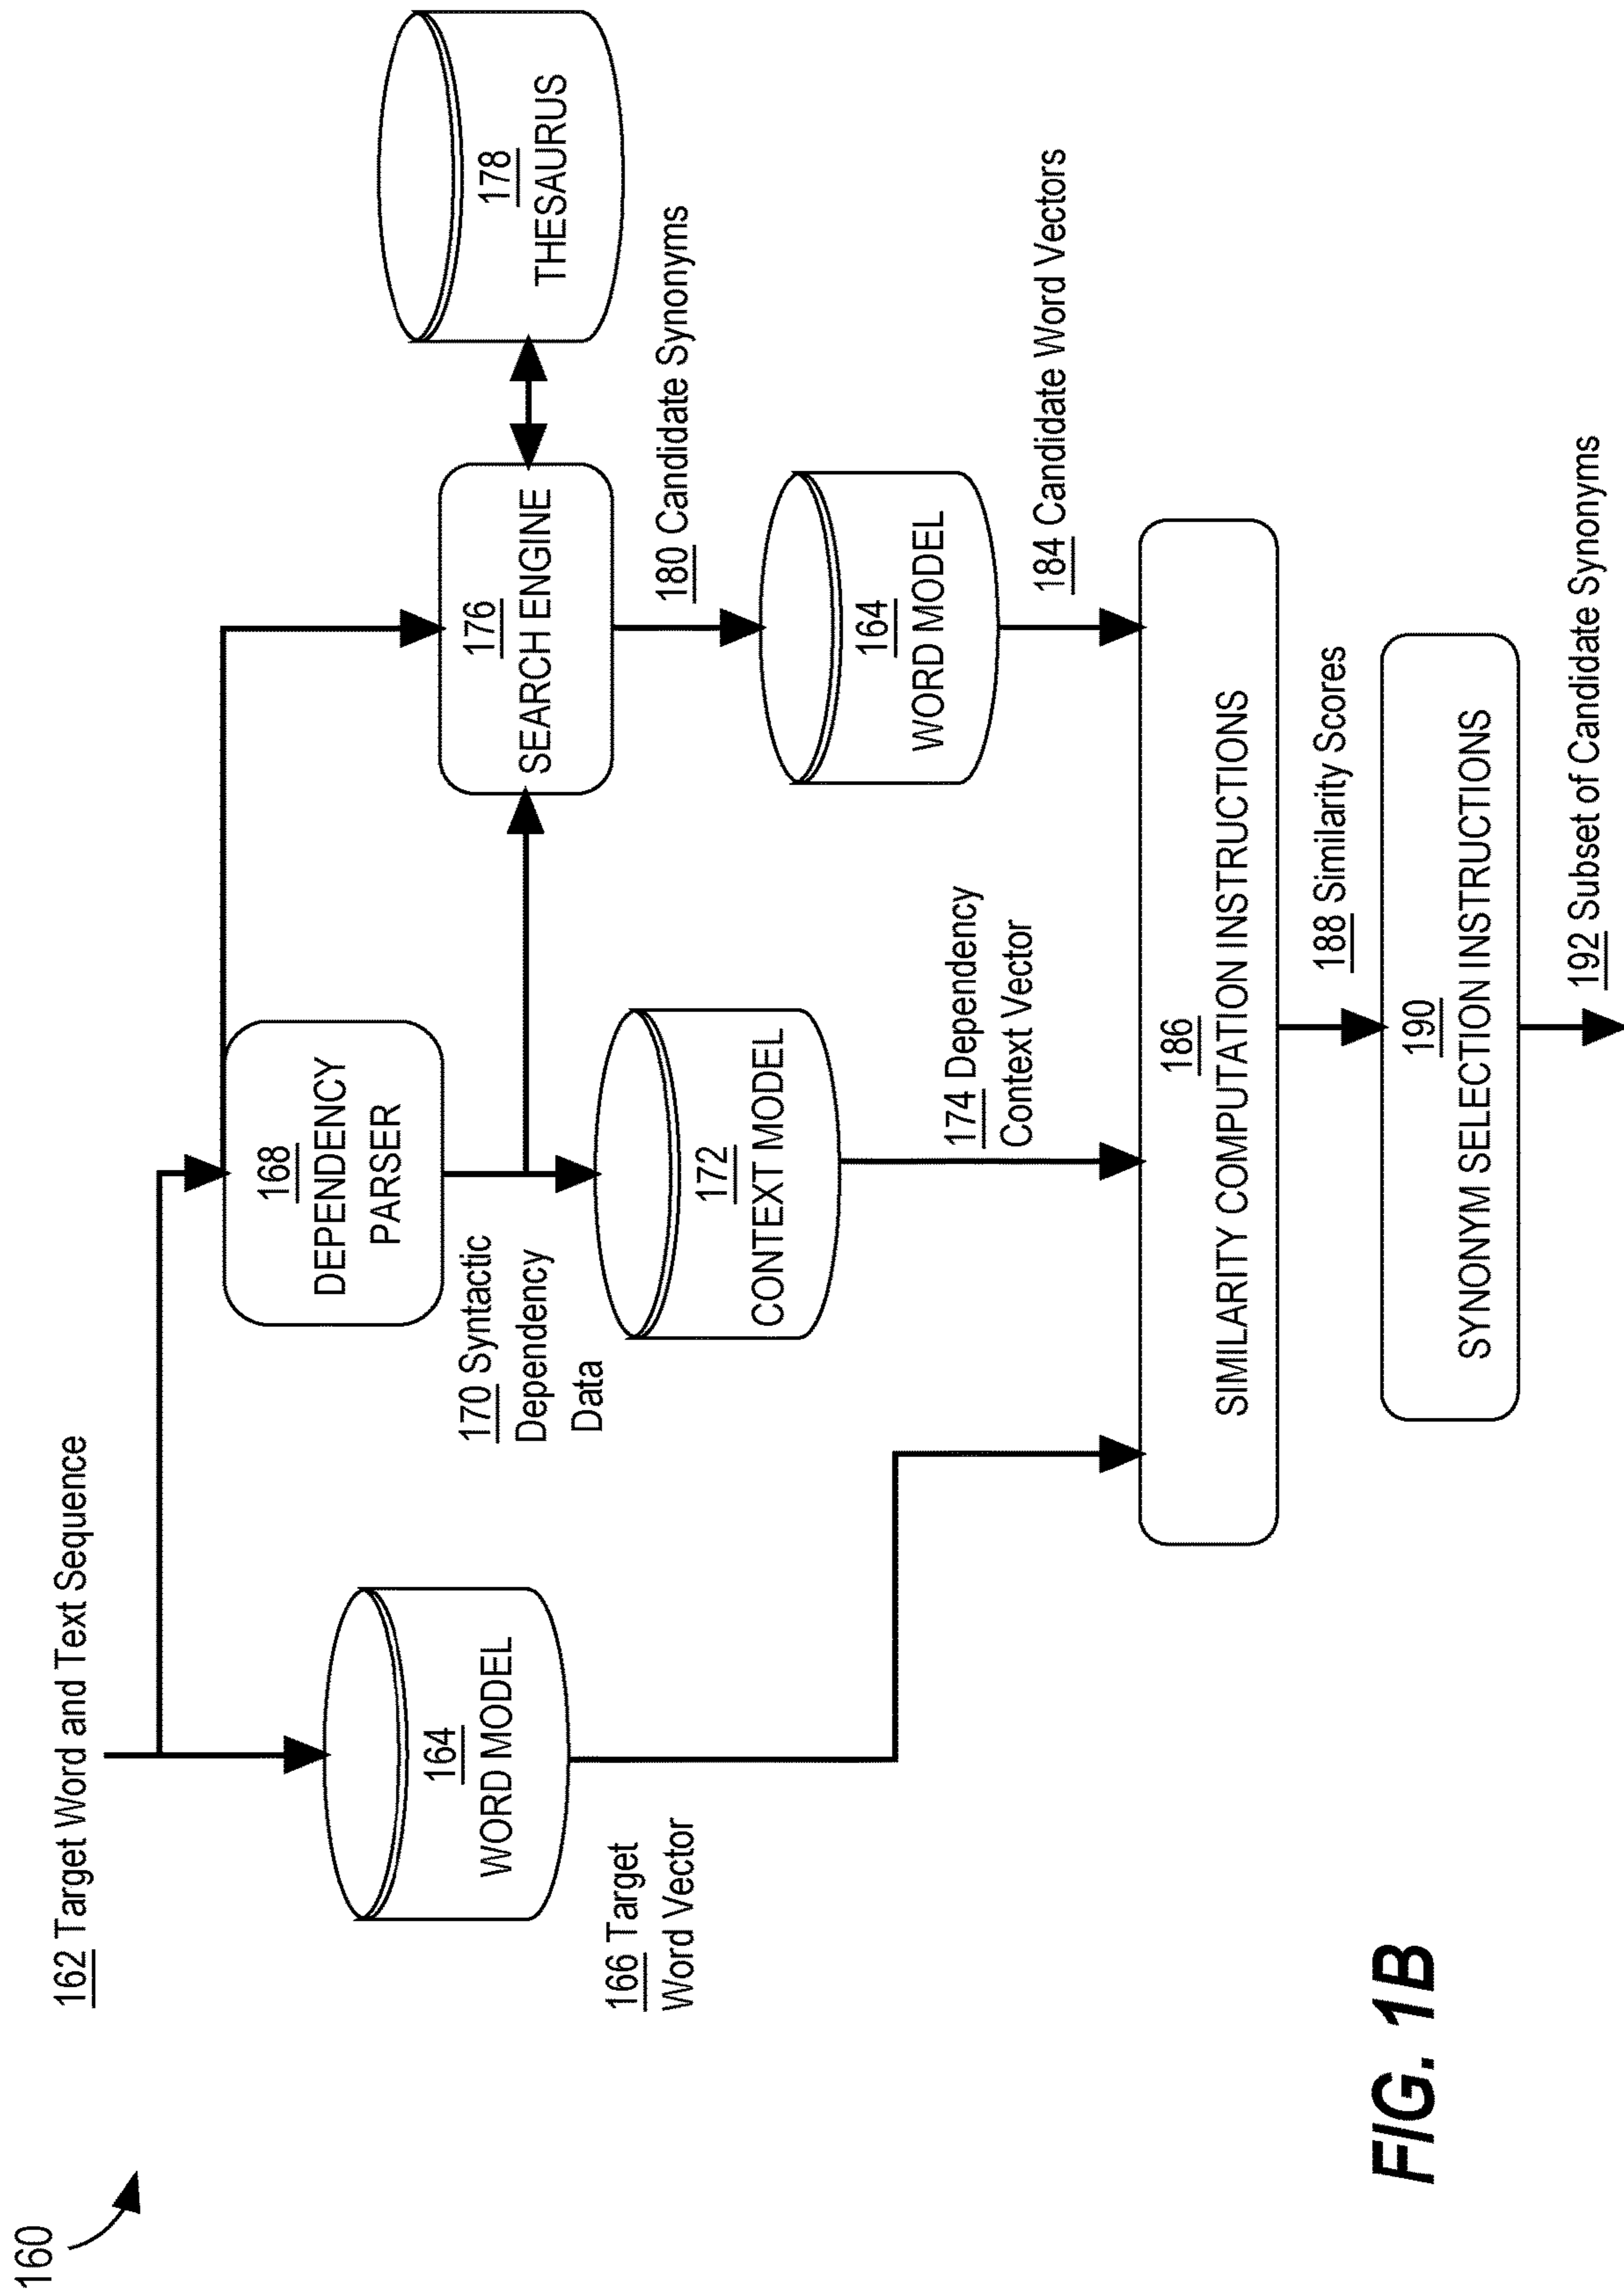 160
162 Target Word and Text Sequence
168
DEPENDENCY
PARSER
164
WORD MODEL
170 Syntactic
Dependency
Data
176
SEARCH ENGINE
178
THESAURUS
166 Target
Word Vector
172
CONTEXT MODEL
180 Candidate Synonyms
164
WORD MODEL
174 Dependency
Context Vector
184 Candidate Word Vectors
186
SIMILARITY COMPUTATION INSTRUCTIONS
188 Similarity Scores
190
SYNONYM SELECTION INSTRUCTIONS
192 Subset of Candidate Synonyms
FIG. 1B